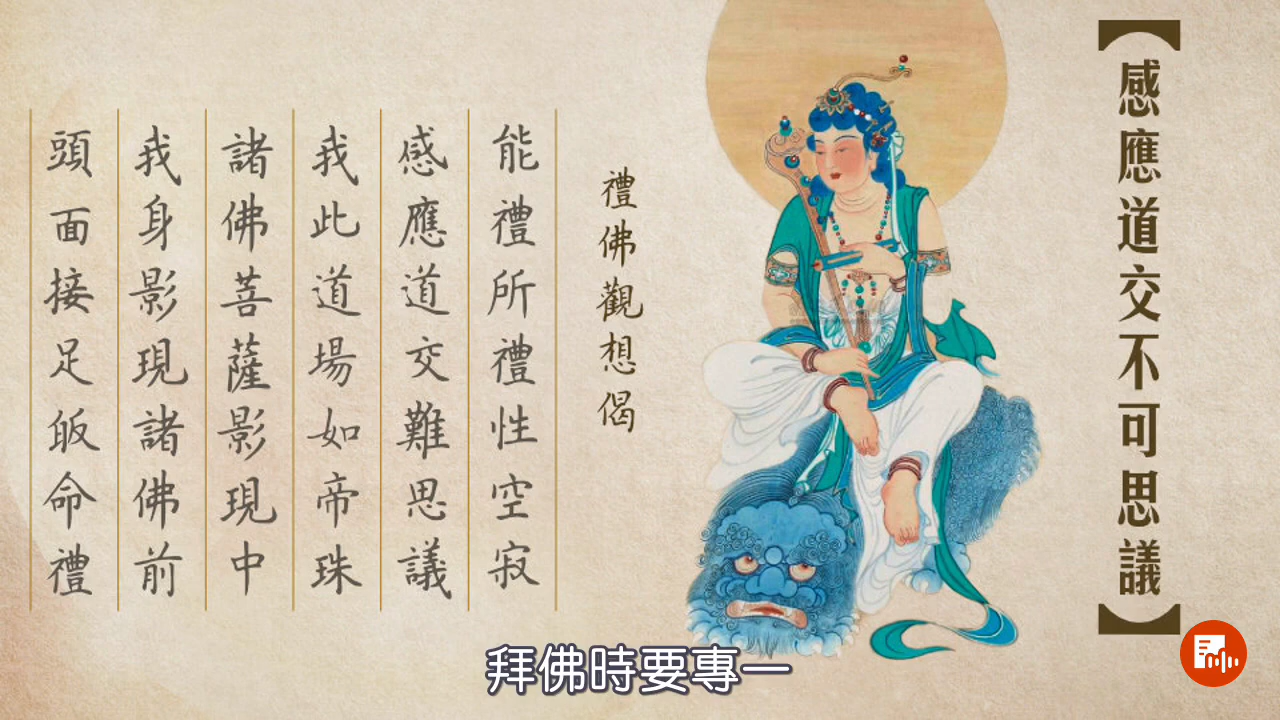 【感應道交不可思議】
禮佛觀想偈
能禮所禮性空寂
感應道交難思議
我此道場如帝珠
諸佛菩薩影現中
我身影現諸佛前
頭面接足皈命禮
拜佛時要專一